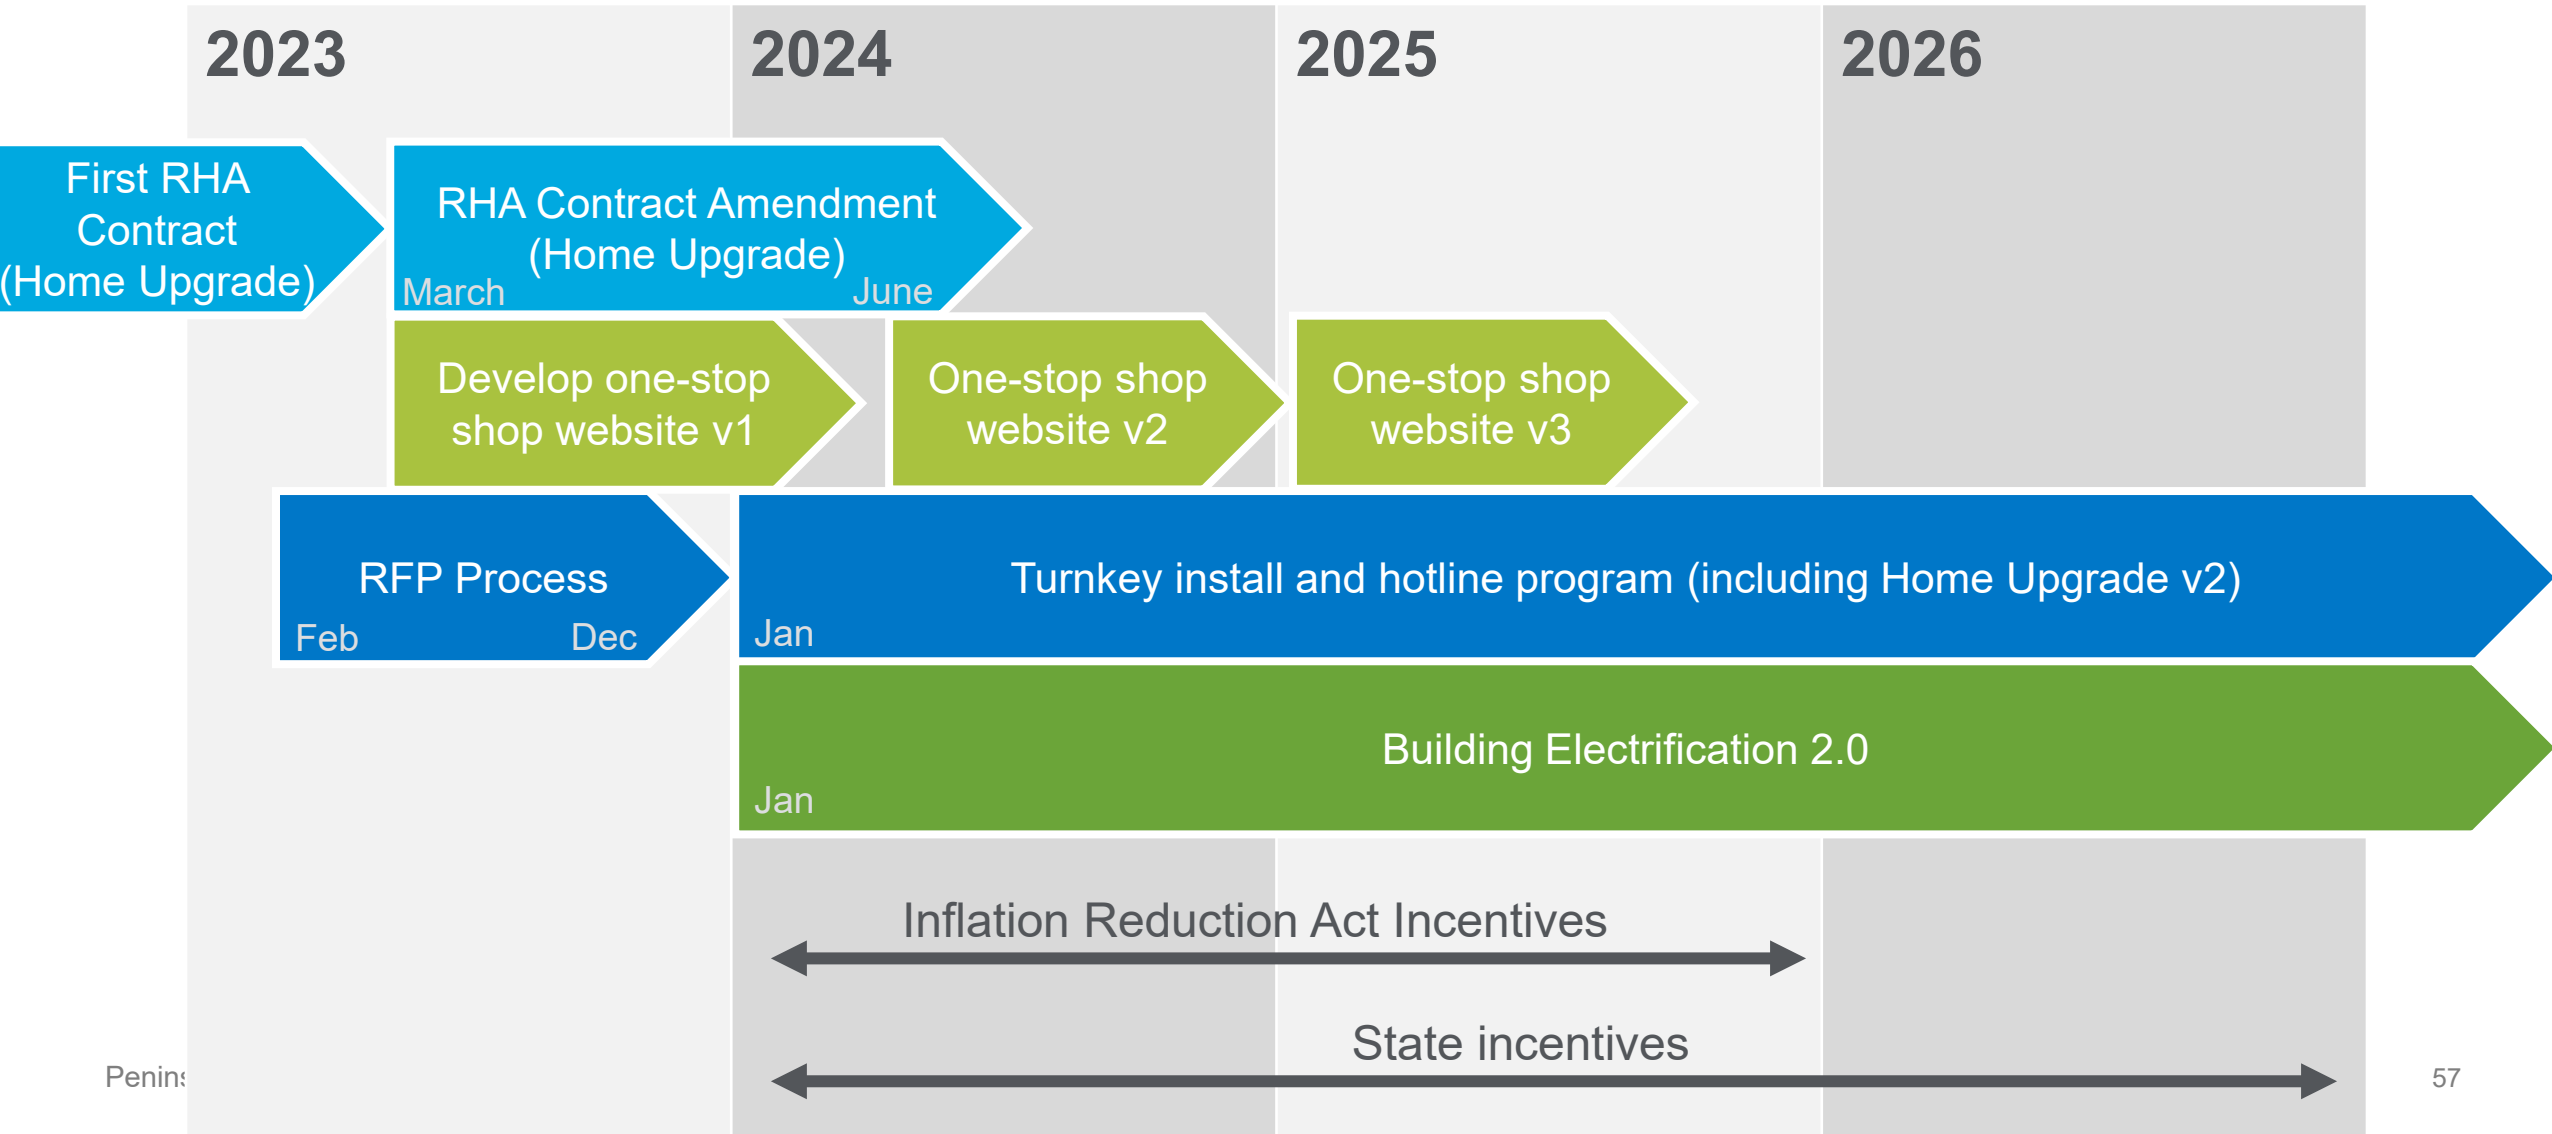 2023
2024
2025
2026
First RHA
Contract
(Home Upgrade)
RHA Contract Amendment
(Home Upgrade)
March
June
Develop one-stop
shop website v1
One-stop shop
website v2
One-stop shop
website v3
RFP Process
Feb
Dec
Turnkey install and hotline program (including Home Upgrade v2)
Jan
Building Electrification 2.0
Jan
Inflation Reduction Act Incentives
State incentives
57